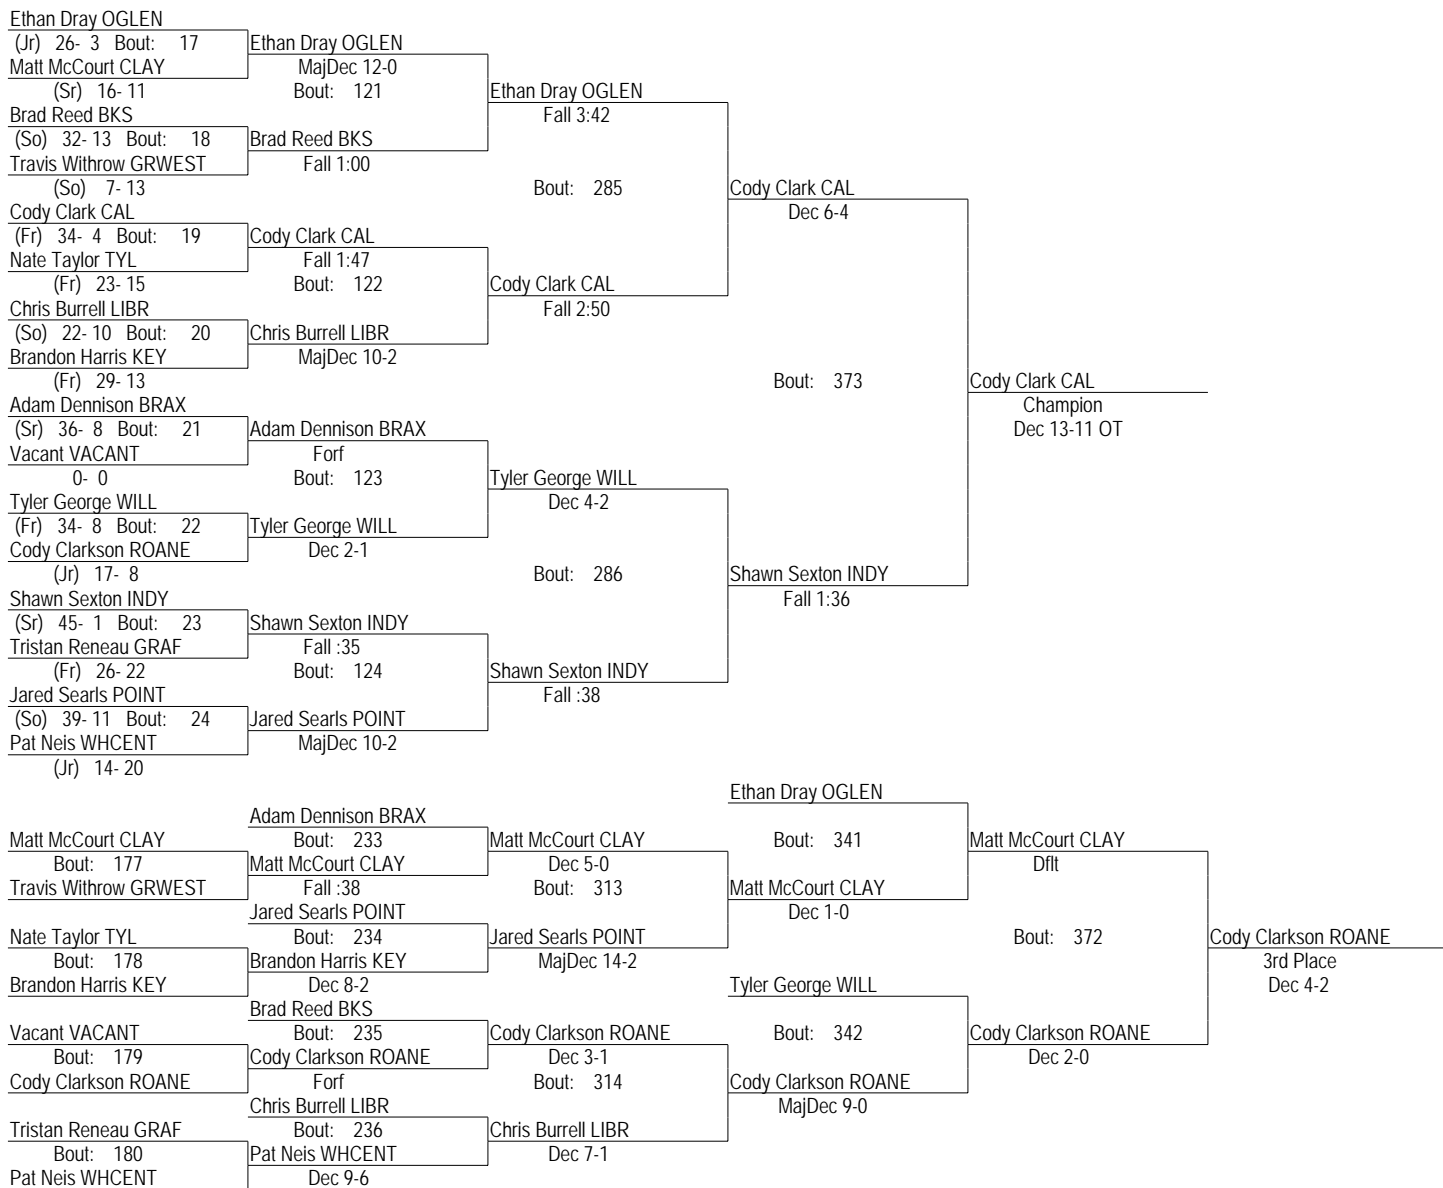 Ethan Dray OGLEN
(Jr) 26- 3 Bout: 17 Ethan Dray OGLEN
Matt McCourt CLAY MajDec 12-0
(Sr) 16- 11 Bout: 121 Ethan Dray OGLEN
Brad Reed BKS Fall 3:42
(So) 32- 13 Bout: 18 Brad Reed BKS
Travis Withrow GRWEST Fall 1:00
(So) 7- 13 Bout: 285 Cody Clark CAL
Cody Clark CAL Dec 6-4
(Fr) 34- 4 Bout: 19 Cody Clark CAL
Nate Taylor TYL Fall 1:47
(Fr) 23- 15 Bout: 122 Cody Clark CAL
Chris Burrell LIBR Fall 2:50
(So) 22- 10 Bout: 20 Chris Burrell LIBR
Brandon Harris KEY MajDec 10-2
(Fr) 29- 13 Bout: 373 Cody Clark CAL
Adam Dennison BRAX Champion
(Sr) 36- 8 Bout: 21 Adam Dennison BRAX Dec 13-11 OT
Vacant VACANT Forf
0- 0 Bout: 123 Tyler George WILL
Tyler George WILL Dec 4-2
(Fr) 34- 8 Bout: 22 Tyler George WILL
Cody Clarkson ROANE Dec 2-1
(Jr) 17- 8 Bout: 286 Shawn Sexton INDY
Shawn Sexton INDY Fall 1:36
(Sr) 45- 1 Bout: 23 Shawn Sexton INDY
Tristan Reneau GRAF Fall :35
(Fr) 26- 22 Bout: 124 Shawn Sexton INDY
Jared Searls POINT Fall :38
(So) 39- 11 Bout: 24 Jared Searls POINT
Pat Neis WHCENT MajDec 10-2
(Jr) 14- 20
Ethan Dray OGLEN
Adam Dennison BRAX
Matt McCourt CLAY Bout: 233 Matt McCourt CLAY Bout: 341 Matt McCourt CLAY
Bout: 177 Matt McCourt CLAY Dec 5-0 Dflt
Travis Withrow GRWEST Fall :38 Bout: 313 Matt McCourt CLAY
Jared Searls POINT Dec 1-0
Nate Taylor TYL Bout: 234 Jared Searls POINT Bout: 372 Cody Clarkson ROANE
Bout: 178 Brandon Harris KEY MajDec 14-2 3rd Place
Brandon Harris KEY Dec 8-2 Tyler George WILL Dec 4-2
Brad Reed BKS
Vacant VACANT Bout: 235 Cody Clarkson ROANE Bout: 342 Cody Clarkson ROANE
Bout: 179 Cody Clarkson ROANE Dec 3-1 Dec 2-0
Cody Clarkson ROANE Forf Bout: 314 Cody Clarkson ROANE
Chris Burrell LIBR MajDec 9-0
Tristan Reneau GRAF Bout: 236 Chris Burrell LIBR
Bout: 180 Pat Neis WHCENT Dec 7-1
Pat Neis WHCENT Dec 9-6